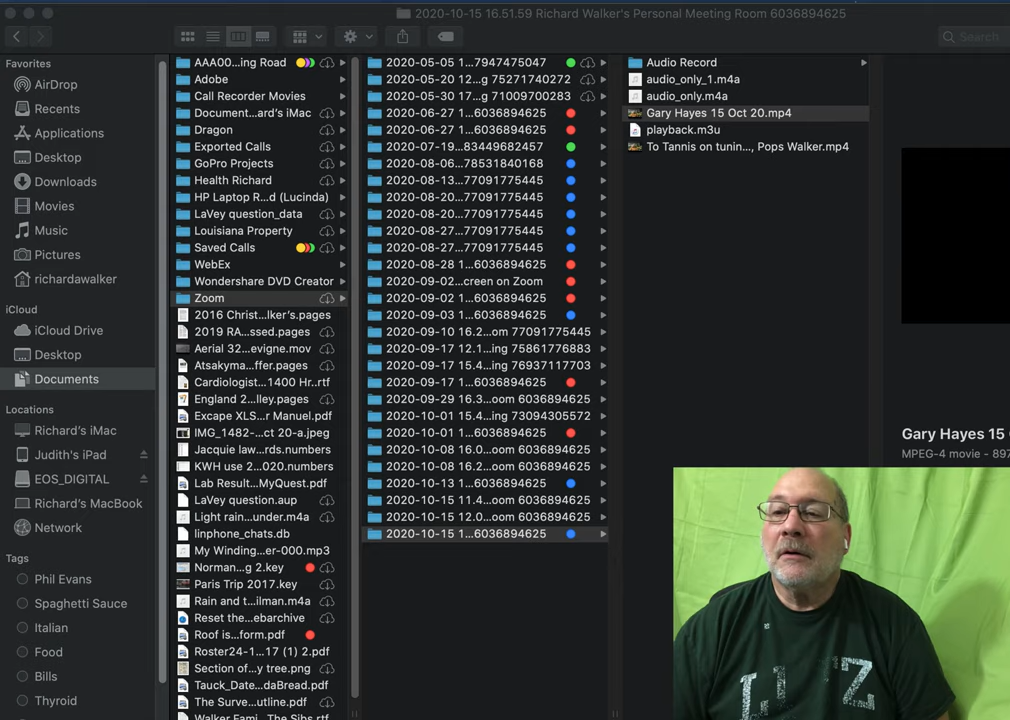 2020-10-15 16.51.59 Richard Walker's Personal Meeting Room 6036894625
Search
Favorites
AirDrop
Recents
Applications
Desktop
Downloads
Movies
Music
Pictures
richardawalker
iCloud
iCloud Drive
Desktop
Documents
Locations
Richard's iMac
Judith's iPad
EOS_DIGITAL
Richard's MacBook
Network
Tags
Phil Evans
Spaghetti Sauce
Italian
Food
Bills
Thyroid
AAA00...ing Road
Adobe
Call Recorder Movies
Document...ard's iMac
Dragon
Exported Calls
GoPro Projects
Health Richard
HP Laptop R...d (Lucinda)
LaVey question_data
Louisiana Property
Saved Calls
WebEx
Wondershare DVD Creator
Zoom
2016 Christ...lker's.pages
2019 RA...ssed.pages
Aerial 32...evigne.mov
Atsakyma...ffer.pages
Cardiologist...1400 Hr..rtf
England 2...lley.pages
Excape XLS...r Manuel.pdf
IMG_1482-...ct 20-a.jpeg
Jacquie law...rds.numbers
KWH use 2...020.numbers
Lab Result...MyQuest.pdf
LaVey question.aup
Light rain...under.m4a
linphone_chats.db
My Winding...er-000.mp3
Norman...g 2.key
Paris Trip 2017.key
Rain and t...ilman.m4a
Reset the...ebarchive
Roof is...form.pdf
Roster24-1...17 (1) 2.pdf
Section of...y tree.png
Tauck_Date...daBread.pdf
The Surve...utline.pdf
Walker Fami...The Sibs.rtf
2020-05-05 1...7947475047
2020-05-12 9...g 75271740272
2020-05-30 17...g 71009700283
2020-06-27 1...6036894625
2020-06-27 1...6036894625
2020-07-19...83449682457
2020-08-06...78531840168
2020-08-13...77091775445
2020-08-20...77091775445
2020-08-20...77091775445
2020-08-27...77091775445
2020-08-27...77091775445
2020-08-28 1...6036894625
2020-09-02...creen on Zoom
2020-09-02 1...6036894625
2020-09-03 1...6036894625
2020-09-10 16.2...om 77091775445
2020-09-17 12.1...ing 75861776883
2020-09-17 15.4...ing 76937117703
2020-09-17 1...6036894625
2020-09-29 16.3...oom 6036894625
2020-10-01 15.4...ing 73094305572
2020-10-01 1...6036894625
2020-10-08 16.0...oom 6036894625
2020-10-08 16.2...oom 6036894625
2020-10-13 1...6036894625
2020-10-15 11.4...oom 6036894625
2020-10-15 12.0...oom 6036894625
2020-10-15 1...6036894625
Audio Record
audio_only_1.m4a
audio_only.m4a
Gary Hayes 15 Oct 20.mp4
playback.m3u
To Tannis on tunin..., Pops Walker.mp4
Gary Hayes 15
MPEG-4 movie - 897